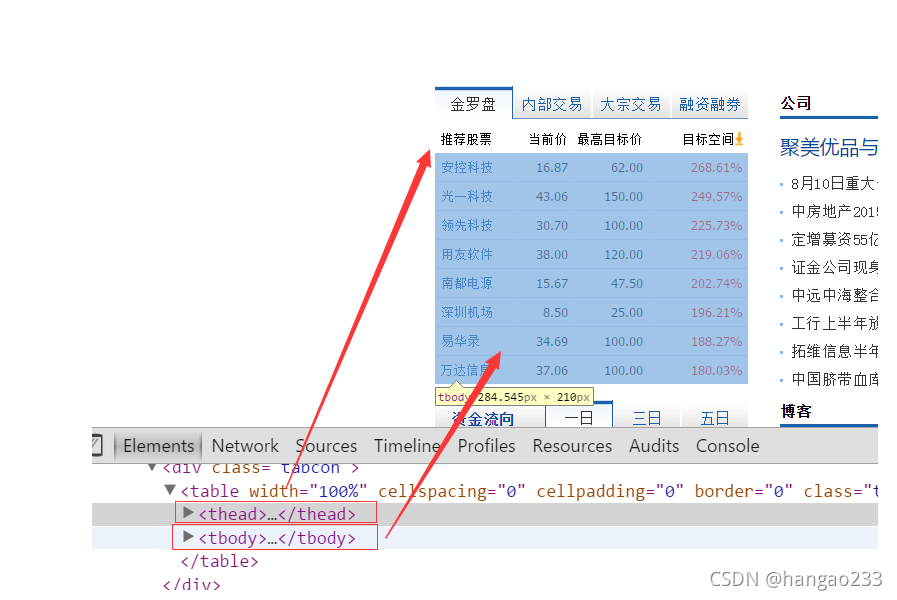 金罗盘 内部交易 大宗交易 融资融券
推荐股票 当前价 最高目标价 目标空间
安控科技 16.87 62.00 268.61%
光一科技 43.06 150.00 249.57%
领先科技 30.70 100.00 225.73%
用友软件 38.00 120.00 219.06%
南都电源 15.67 47.50 202.74%
深圳机场 8.50 25.00 196.21%
易华录 34.69 100.00 188.27%
万达信息 37.06 100.00 180.03%
tbody 284.545px × 210px
资金流向 一日 三日 五日
公司
聚美优品与
8月10日重大
中房地产201
定增募资55亿
证金公司现身
中远中海整合
工行上半年
拓维信息半年
中国脐带血库
博客
Elements Network Sources Timeline Profiles Resources Audits Console
▼<div class="tabcon">
▼<table width="100%" cellspacing="0" cellpadding="0" border="0" class="t
▶<thead>…</thead>
▶<tbody>…</tbody>
</table>
</div>
CSDN @hangao233